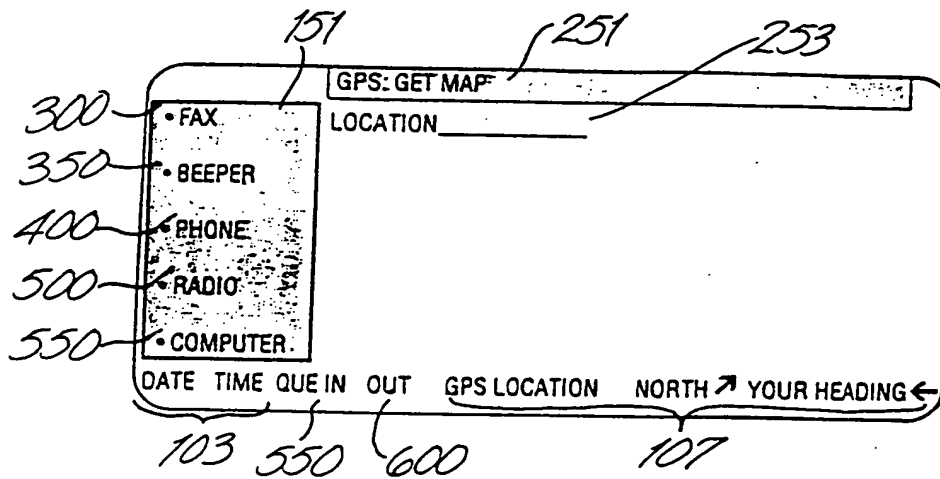 151 251 253
GPS: GET MAP
300 • FAX LOCATION
350 • BEEPER
400 • PHONE
500 • RADIO
550 • COMPUTER
DATE TIME QUE IN OUT GPS LOCATION NORTH ↗ YOUR HEADING ←
103 550 600 107